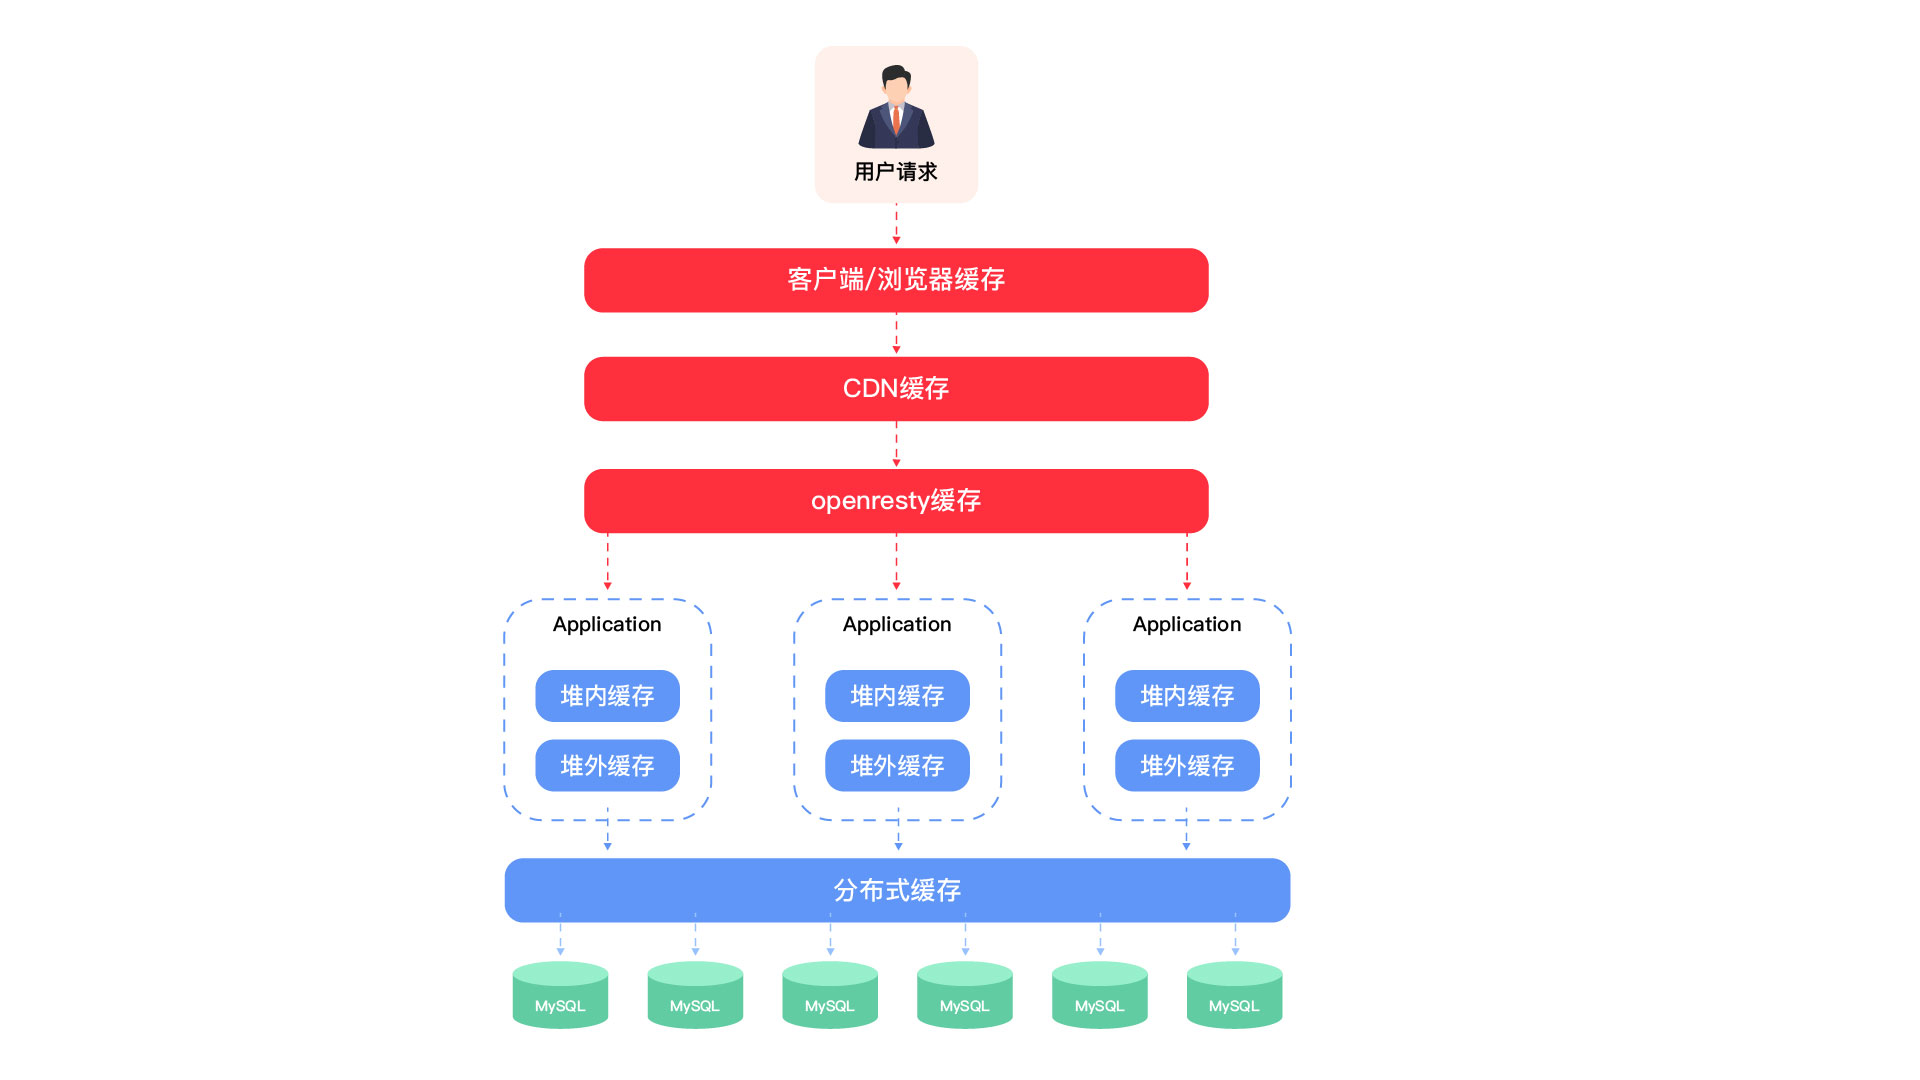 用户请求
客户端/浏览器缓存
CDN缓存
openresty缓存
Application
Application
Application
堆内缓存
堆内缓存
堆内缓存
堆外缓存
堆外缓存
堆外缓存
分布式缓存
MySQL
MySQL
MySQL
MySQL
MySQL
MySQL